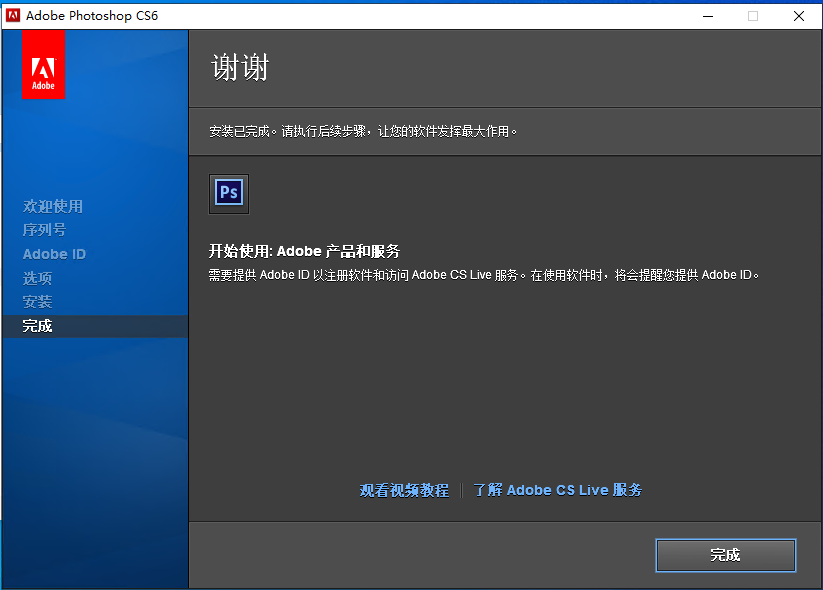 Adobe Photoshop CS6
Adobe
谢谢
安装已完成。请执行后续步骤，让您的软件发挥最大作用。
欢迎使用
序列号
Adobe ID
选项
安装
完成
Ps
开始使用: Adobe 产品和服务
需要提供 Adobe ID 以注册软件和访问 Adobe CS Live 服务。在使用软件时，将会提醒您提供 Adobe ID。
观看视频教程 | 了解 Adobe CS Live 服务
完成